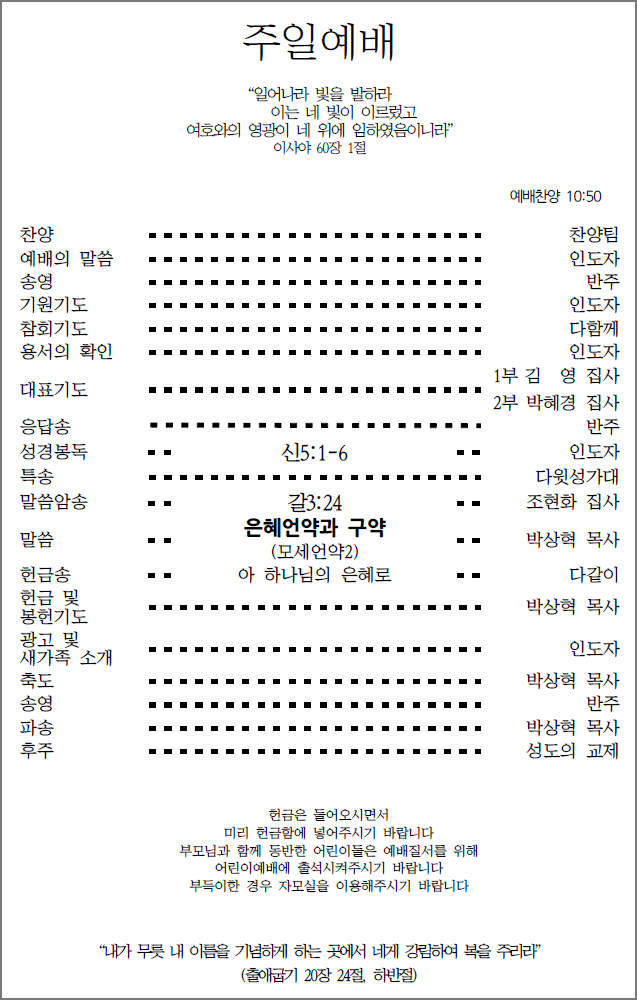 주일예배
“일어나라 빛을 발하라
이는 네 빛이 이르렀고
여호와의 영광이 네 위에 임하였음이니라”
이사야 60장 1절
예배찬양 10:50
찬양 찬양팀
예배의 말씀 인도자
송영 반주
기원기도 인도자
참회기도 다함께
용서의 확인 인도자
대표기도 1부 김 영 집사
2부 박혜경 집사
응답송 반주
성경봉독 신5:1-6 인도자
특송 다윗성가대
말씀암송 갈3:24 조현화 집사
말씀 은혜언약과 구약 박상혁 목사
(모세언약2)
헌금송 아 하나님의 은혜로 다같이
헌금 및
봉헌기도 박상혁 목사
광고 및
새가족 소개 인도자
축도 박상혁 목사
송영 반주
파송 박상혁 목사
후주 성도의 교제
헌금은 들어오시면서
미리 헌금함에 넣어주시기 바랍니다
부모님과 함께 동반한 어린이들은 예배질서를 위해
어린이예배에 출석시켜주시기 바랍니다
부득이한 경우 자모실을 이용해주시기 바랍니다
“내가 무릇 내 이름을 기념하게 하는 곳에서 네게 강림하여 복을 주리라”
(출애굽기 20장 24절, 하반절)